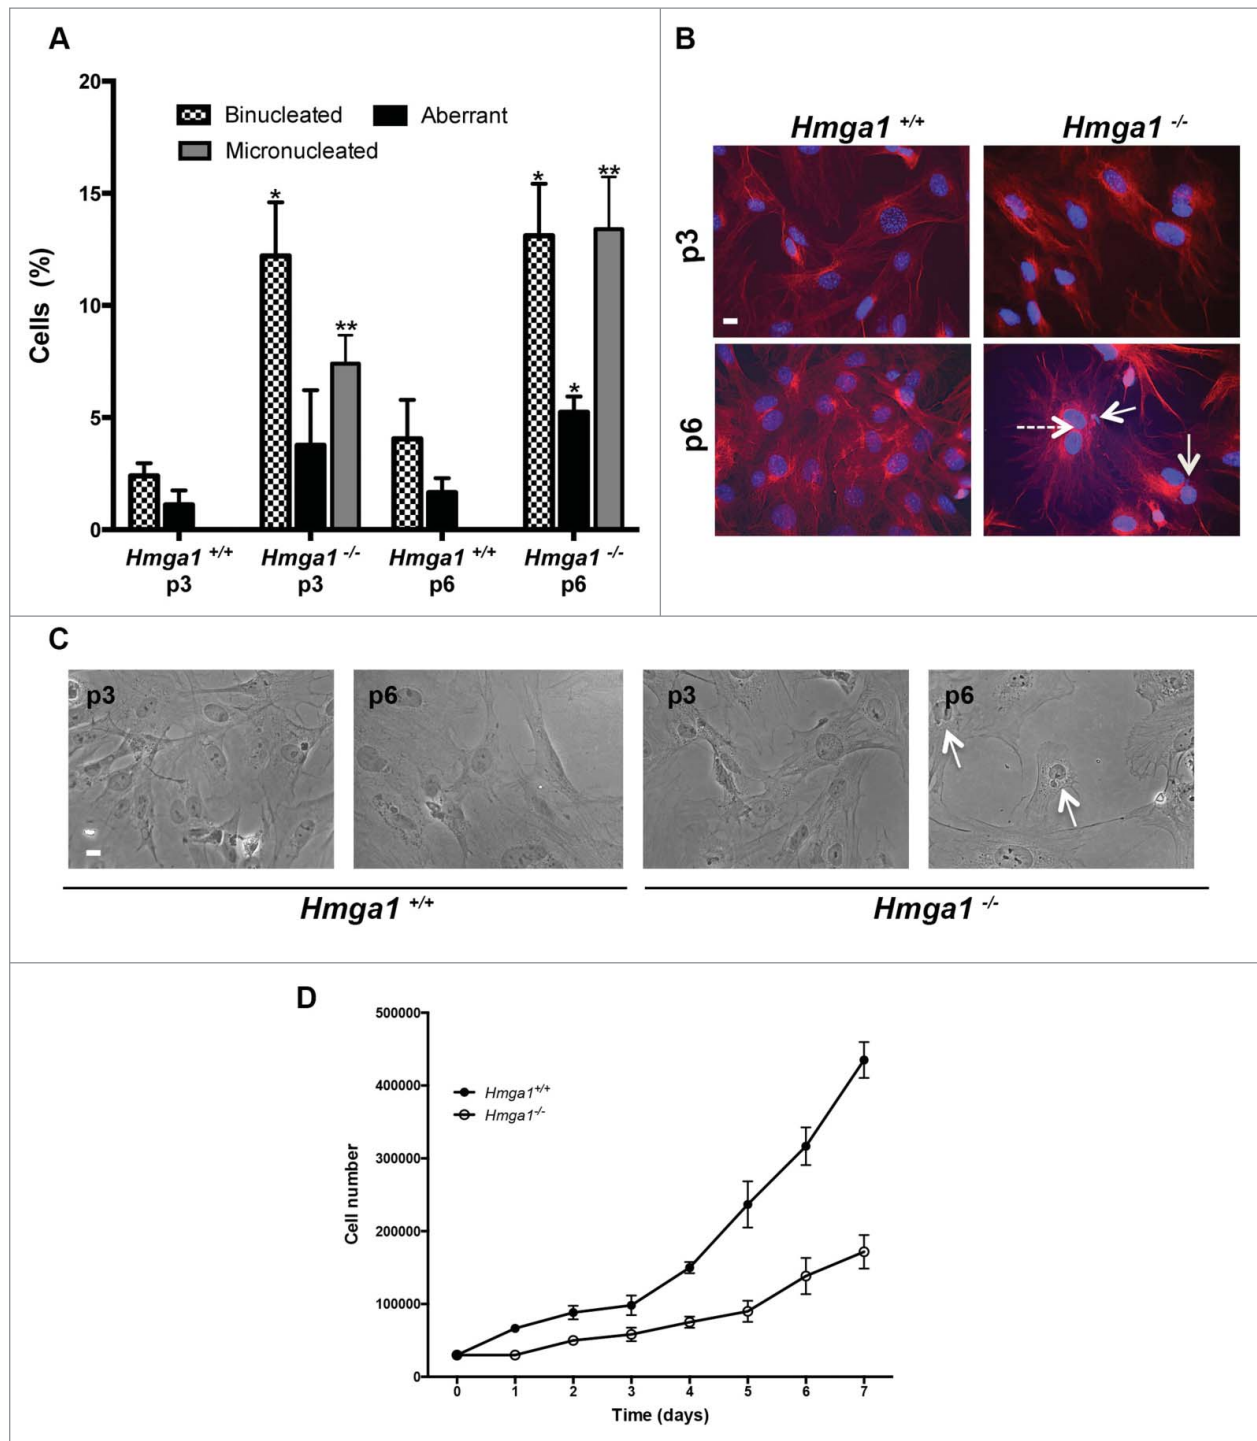 A
20
15
10
5
0
Cells (%)
Binucleated
Aberrant
Micronucleated
*
**
*
**
*
Hmga1 +/+
p3
Hmga1 -/-
p3
Hmga1 +/+
p6
Hmga1 -/-
p6
B
Hmga1 +/+
Hmga1 -/-
p3
p6
C
p3
p6
p3
p6
Hmga1 +/+
Hmga1 -/-
D
500000
400000
300000
200000
100000
0
Cell number
Hmga1+/+
Hmga1-/-
0 1 2 3 4 5 6 7
Time (days)